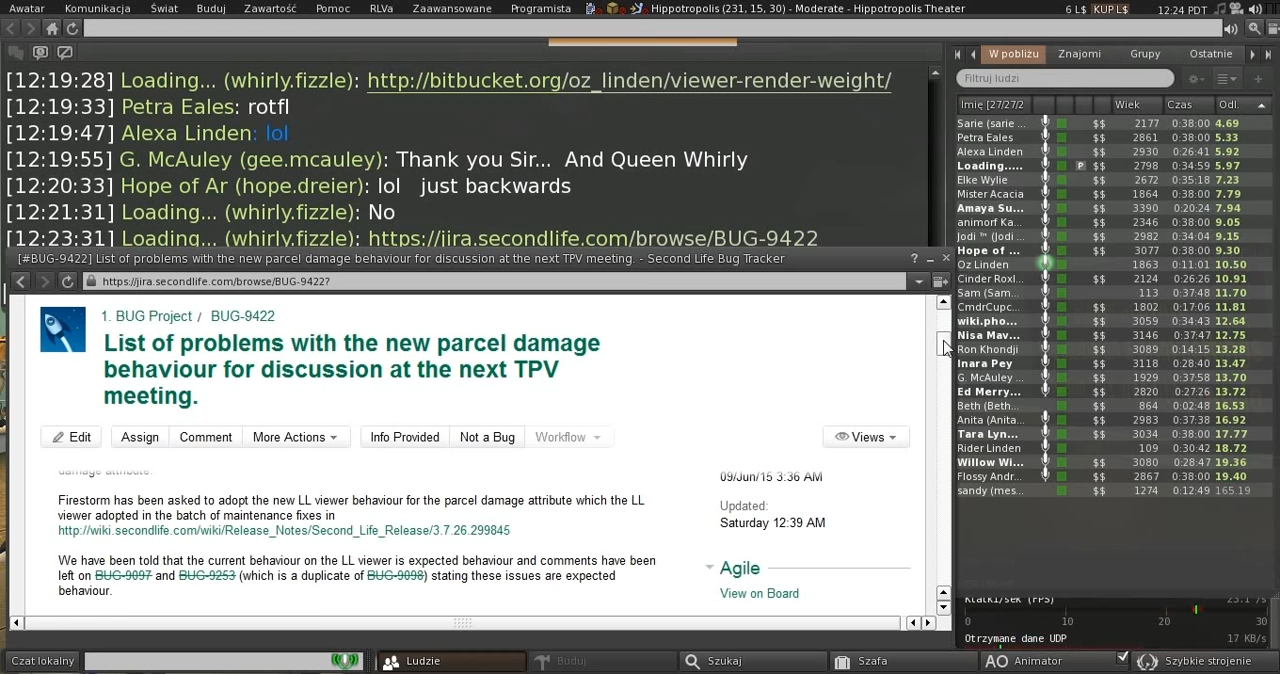 Awatar Komunikacja Świat Buduj Zawartość Pomoc RLVa Zaawansowane Programista Hippotropolis (231, 15, 30) - Moderate - Hippotropolis Theater 6 L$ KUP L$ 12:24 PDT
[12:19:28] Loading... (whirly.fizzle): http://bitbucket.org/oz_linden/viewer-render-weight/
[12:19:33] Petra Eales: rotfl
[12:19:47] Alexa Linden: lol
[12:19:55] G. McAuley (gee.mcauley): Thank you Sir... And Queen Whirly
[12:20:33] Hope of Ar (hope.dreier): lol just backwards
[12:21:31] Loading... (whirly.fizzle): No
[12:23:31] Loading... (whirly.fizzle): https://jira.secondlife.com/browse/BUG-9422
[#BUG-9422] List of problems with the new parcel damage behaviour for discussion at the next TPV meeting. - Second Life Bug Tracker
https://jira.secondlife.com/browse/BUG-9422?
1. BUG Project / BUG-9422
List of problems with the new parcel damage
behaviour for discussion at the next TPV
meeting.
Edit Assign Comment More Actions Info Provided Not a Bug Workflow Views
damage attribute.
Firestorm has been asked to adopt the new LL viewer behaviour for the parcel damage attribute which the LL
viewer adopted in the batch of maintenance fixes in
http://wiki.secondlife.com/wiki/Release_Notes/Second_Life_Release/3.7.26.299845
We have been told that the current behaviour on the LL viewer is expected behaviour and comments have been
left on BUG-9097 and BUG-9253 (which is a duplicate of BUG-9098) stating these issues are expected
behaviour.
09/Jun/15 3:36 AM
Updated:
Saturday 12:39 AM
Agile
View on Board
W pobliżu Znajomi Grupy Ostatnie
Filtruj ludzi
Imię [27/27/2 Wiek Czas Odl.
Sarie (sarie ... $$ 2177 0:38:00 4.69
Petra Eales $$ 2861 0:38:00 5.33
Alexa Linden $$ 2930 0:26:41 5.92
Loading..... P $$ 2798 0:34:59 5.97
Elke Wylie $$ 2672 0:35:18 7.23
Mister Acacia $$ 1864 0:38:00 7.79
Amaya Su... $$ 3390 0:20:24 7.94
animorf Ka... $$ 2346 0:38:00 9.05
Jodi ™ (Jodi ... $$ 2982 0:34:04 9.15
Hope of ... $$ 3077 0:38:00 9.30
Oz Linden 1863 0:11:01 10.50
Cinder Roxl... $$ 2124 0:26:26 10.91
Sam (Sam... 113 0:37:48 11.70
CmdrCupc... $$ 1802 0:17:06 11.81
wiki.pho... $$ 3059 0:34:43 12.64
Nisa Mav... $$ 3146 0:37:47 12.75
Ron Khondji $$ 3089 0:14:15 13.28
Inara Pey $$ 3118 0:28:40 13.47
G. McAuley ... $$ 1929 0:37:58 13.70
Ed Merry... $$ 2820 0:27:26 13.72
Beth (Beth... $$ 864 0:02:48 16.53
Anita (Anita... $$ 2983 0:37:38 16.92
Tara Lyn... $$ 3034 0:38:00 17.77
Rider Linden 109 0:30:42 18.72
Willow Wi... $$ 3080 0:28:47 19.36
Flossy Andr... $$ 2867 0:38:00 19.40
sandy (mes... $$ 1274 0:12:49 165.19
Klatki/sek (FPS) 23.1 /s
0 10 20 30
Otrzymane dane UDP 17 KB/s
Czat lokalny Ludzie Buduj Szukaj Szafa AO Animator Szybkie strojenie